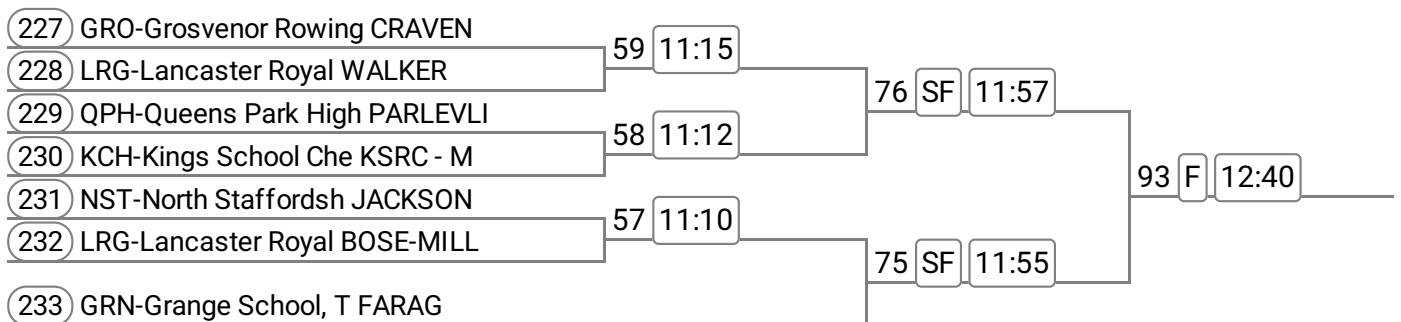 227 GRO-Grosvenor Rowing CRAVEN
59 11:15
228 LRG-Lancaster Royal WALKER
76 SF 11:57
229 QPH-Queens Park High PARLEVLI
58 11:12
230 KCH-Kings School Che KSRC - M
93 F 12:40
231 NST-North Staffordsh JACKSON
57 11:10
232 LRG-Lancaster Royal BOSE-MILL
75 SF 11:55
233 GRN-Grange School, T FARAG